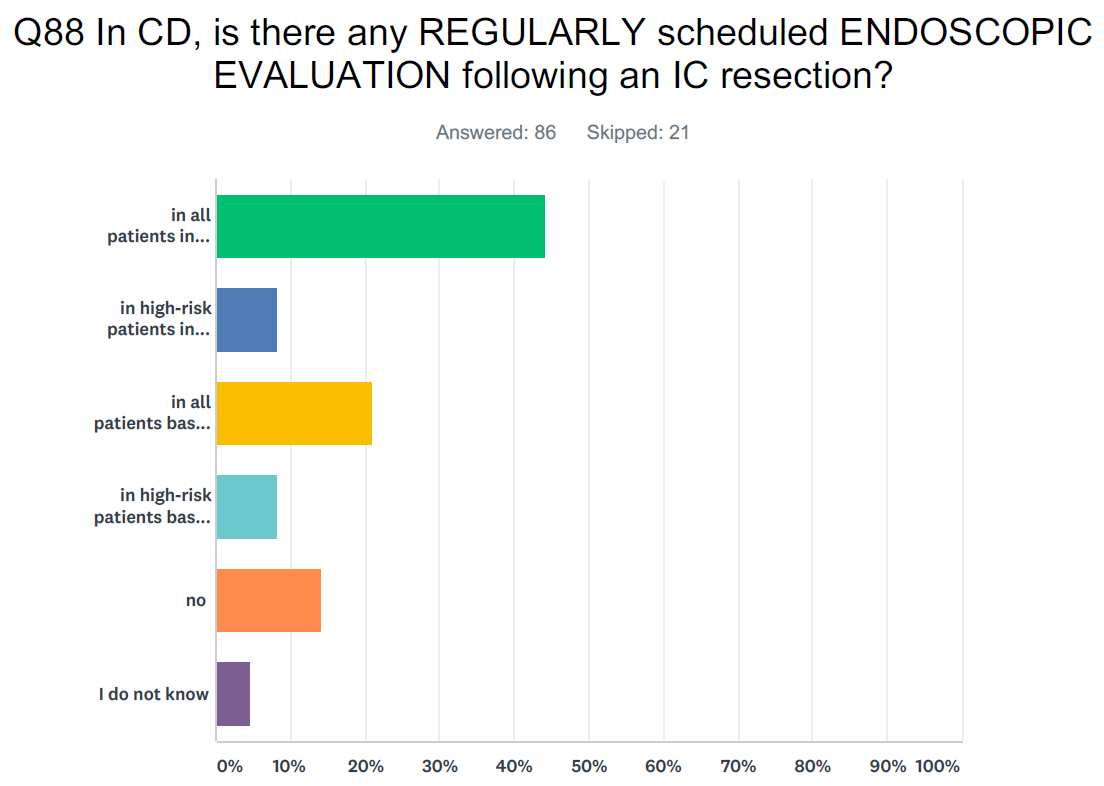 Q88 In CD, is there any REGULARLY scheduled ENDOSCOPIC
EVALUATION following an IC resection?
Answered: 86 Skipped: 21
in all
patients in...
in high-risk
patients in...
in all
patients bas...
in high-risk
patients bas...
no
I do not know
0% 10% 20% 30% 40% 50% 60% 70% 80% 90% 100%